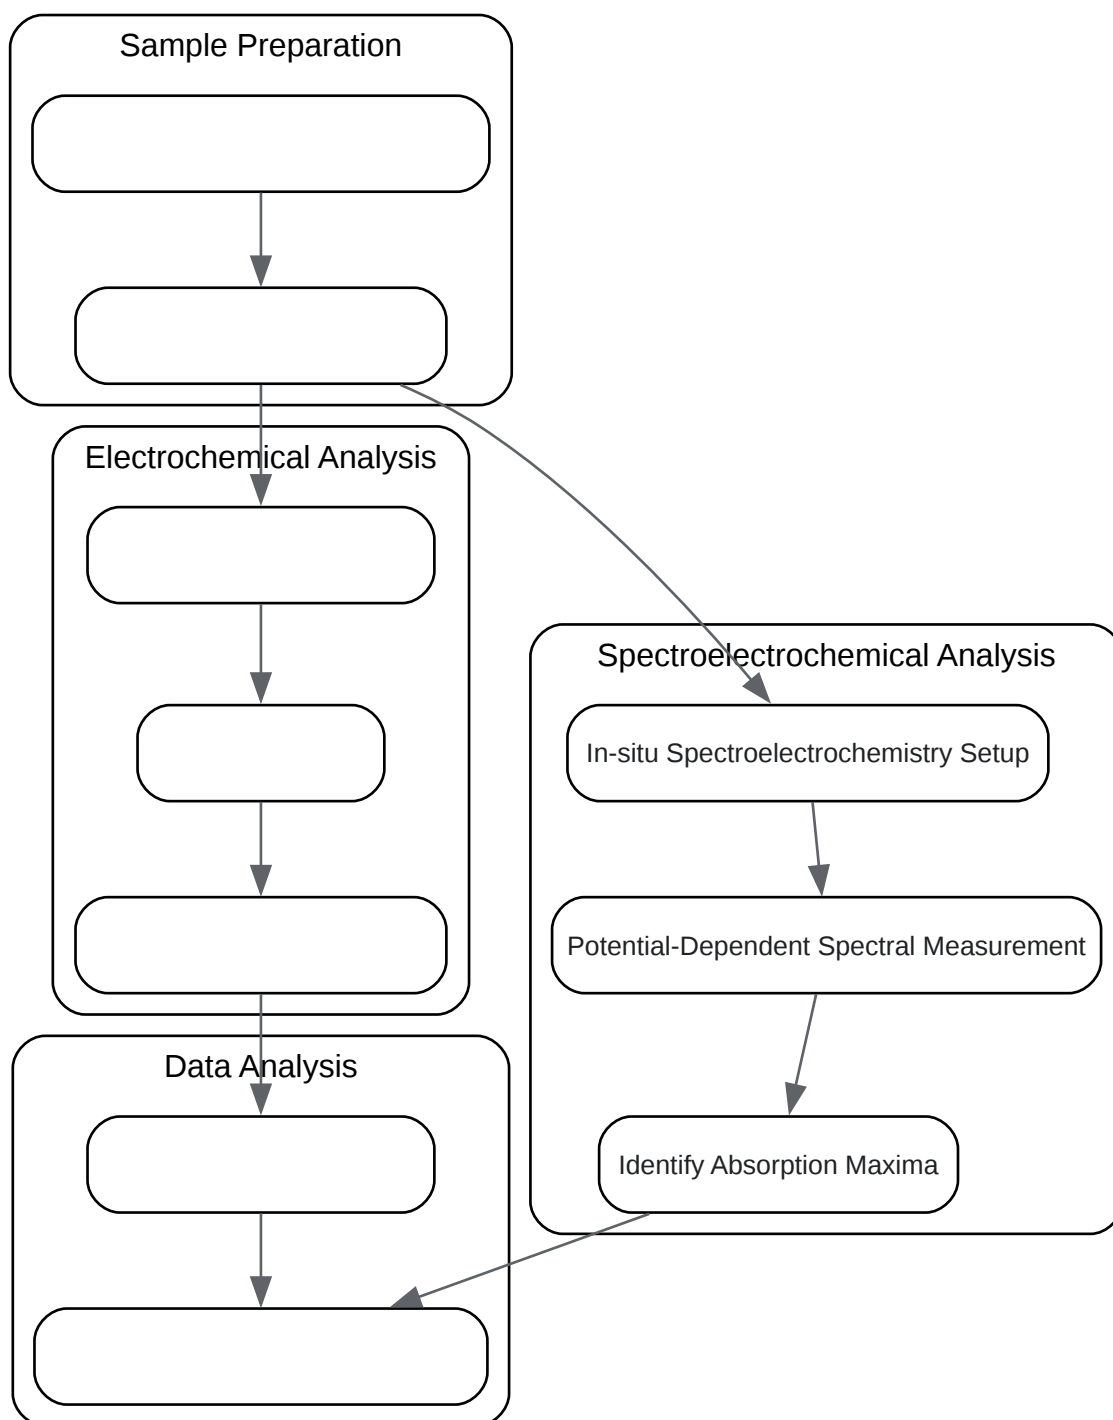 Sample Preparation
Electrochemical Analysis
Spectroelectrochemical Analysis
In-situ Spectroelectrochemistry Setup
Potential-Dependent Spectral Measurement
Data Analysis
Identify Absorption Maxima